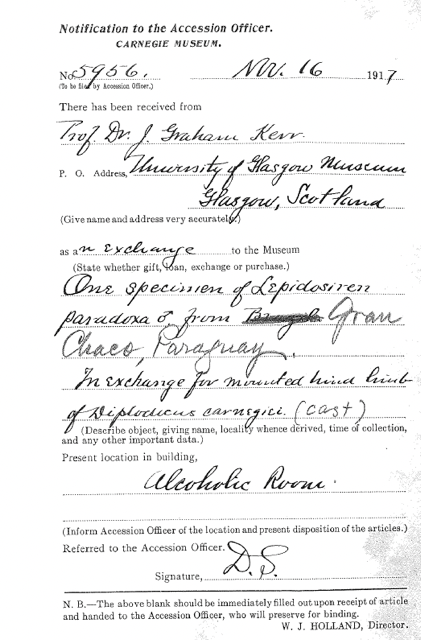 Notification to the Accession Officer.
CARNEGIE MUSEUM.
No. 5956. Nov. 16 1917
(To be filed by Accession Officer.)
There has been received from
Prof. Dr. J. Graham Kerr.
P. O. Address, University of Glasgow Museum
Glasgow, Scotland
(Give name and address very accurately.)
as an exchange to the Museum
(State whether gift, loan, exchange or purchase.)
One specimen of Lepidosiren
paradoxa ♂ from Gran
Chaco, Paraguay.
In exchange for mounted hind limb
of Diplodicus carnegiei (cast)
(Describe object, giving name, locality whence derived, time of collection,
and any other important data.)
Present location in building,
Alcoholic Room.
(Inform Accession Officer of the location and present disposition of the articles.)
Referred to the Accession Officer.
Signature, D. S.
N. B.—The above blank should be immediately filled out upon receipt of article
and handed to the Accession Officer, who will preserve for binding.
W. J. HOLLAND, Director.